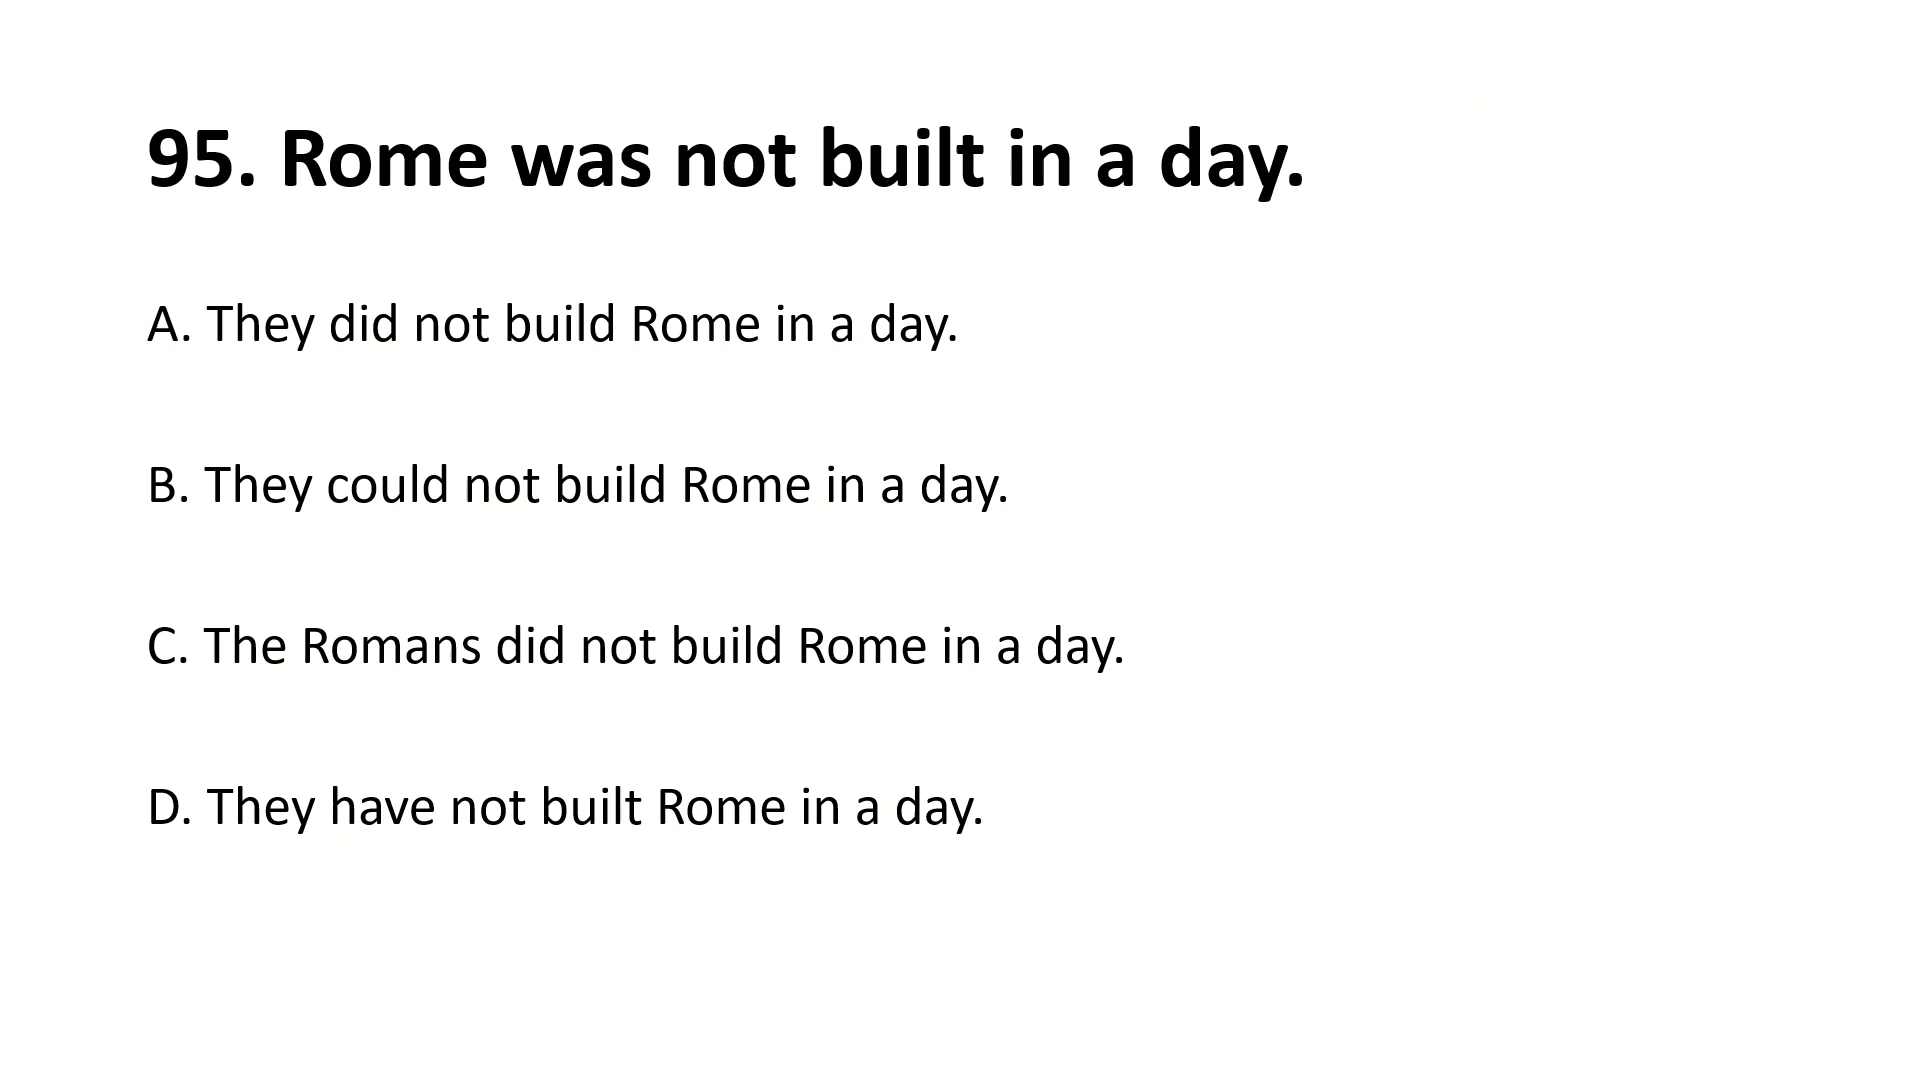 95. Rome was not built in a day.
A. They did not build Rome in a day.
B. They could not build Rome in a day.
C. The Romans did not build Rome in a day.
D. They have not built Rome in a day.